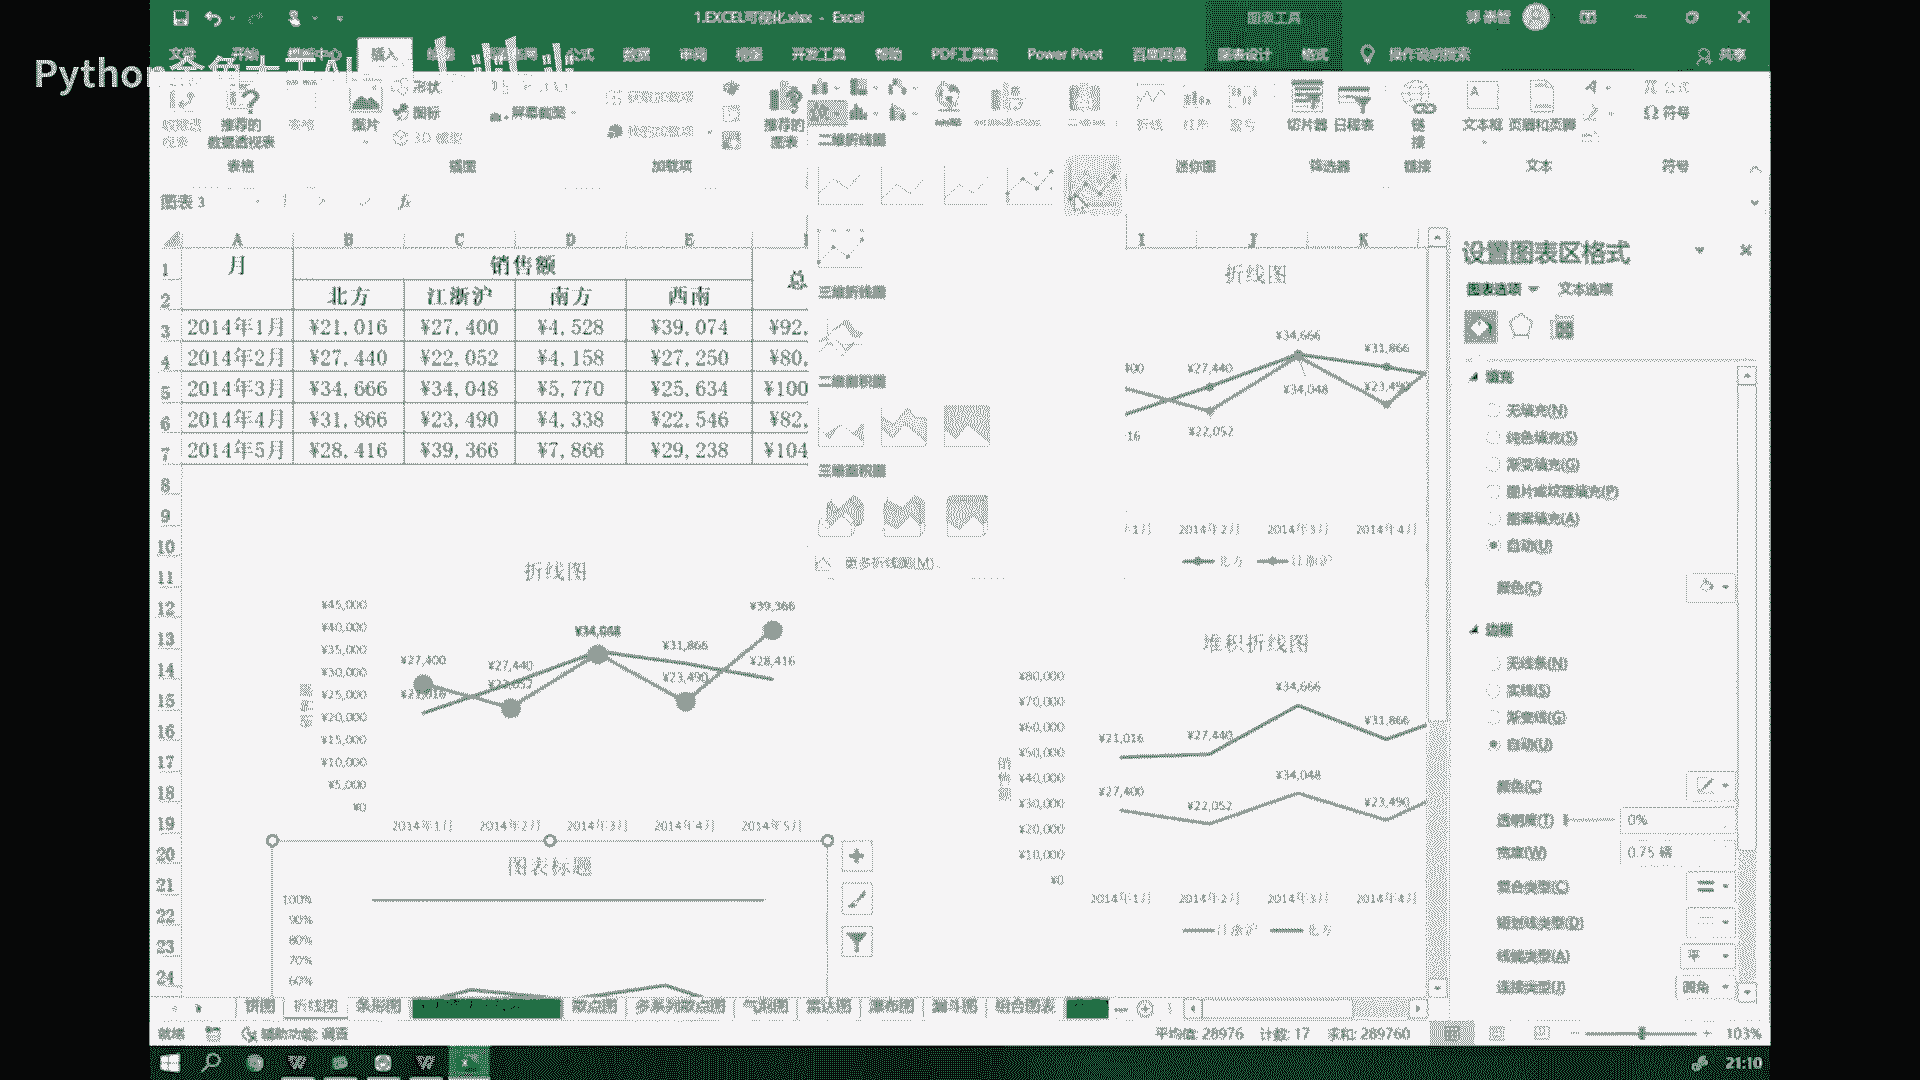 1.EXCEL可视化.xlsx - Excel
图表工具
Python
文件
开始
插入
公式
数据
审阅
视图
开发工具
帮助
PDF工具集
Power Pivot
百度网盘
图表设计
格式
操作说明搜索
共享
推荐的
数据透视表
表格
图片
形状
图标
3D 模型
屏幕截图
插图
加载项
推荐的
图表
折线
盈亏
迷你图
切片器
日程表
筛选器
链接
链接
文本框
页眉和页脚
文本
公式
符号
符号
图表 3
fx
二维折线图
三维折线图
二维面积图
三维面积图
更多折线图(M)...
A B C D E I J K
月 销售额 总
北方 江浙沪 南方 西南
2014年1月 ¥21,016 ¥27,400 ¥4,528 ¥39,074 ¥92,
2014年2月 ¥27,440 ¥22,052 ¥4,158 ¥27,250 ¥80,
2014年3月 ¥34,666 ¥34,048 ¥5,770 ¥25,634 ¥100
2014年4月 ¥31,866 ¥23,490 ¥4,338 ¥22,546 ¥82,
2014年5月 ¥28,416 ¥39,366 ¥7,866 ¥29,238 ¥104
1
2
3
4
5
6
7
8
9
10
11
12
13
14
15
16
17
18
19
20
21
22
23
24
折线图
¥34,666
¥31,866
¥27,440
¥34,048
¥23,490
¥22,052
2014年2月 2014年3月 2014年4月
北方 江浙沪
折线图
¥45,000
¥40,000
¥35,000
¥30,000
¥25,000
¥20,000
¥15,000
¥10,000
¥5,000
¥0
¥39,366
¥34,048
¥31,866
¥27,400
¥27,440
¥28,416
¥23,490
¥22,052
¥21,016
2014年1月 2014年2月 2014年3月 2014年4月 2014年5月
堆积折线图
销售额
¥80,000
¥70,000
¥60,000
¥50,000
¥40,000
¥30,000
¥20,000
¥10,000
¥0
¥34,666
¥21,016
¥27,440
¥31,866
¥34,048
¥27,400
¥22,052
¥23,490
2014年1月 2014年2月 2014年3月 2014年4月
江浙沪 北方
图表标题
100%
90%
80%
70%
60%
设置图表区格式
图表选项
文本选项
填充
无填充(N)
纯色填充(S)
渐变填充(G)
图片或纹理填充(P)
图案填充(A)
自动(U)
颜色(C)
边框
无线条(N)
实线(S)
渐变线(G)
自动(U)
颜色(C)
透明度(T) 0%
宽度(W) 0.75 磅
复合类型(C)
短划线类型(D)
线端类型(A) 平
连接类型(J) 圆角
饼图
折线图
条形图
散点图
多系列散点图
气泡图
雷达图
瀑布图
漏斗图
组合图表
就绪
辅助功能: 调查
平均值: 28976
计数: 17
求和: 289760
103%
21:10